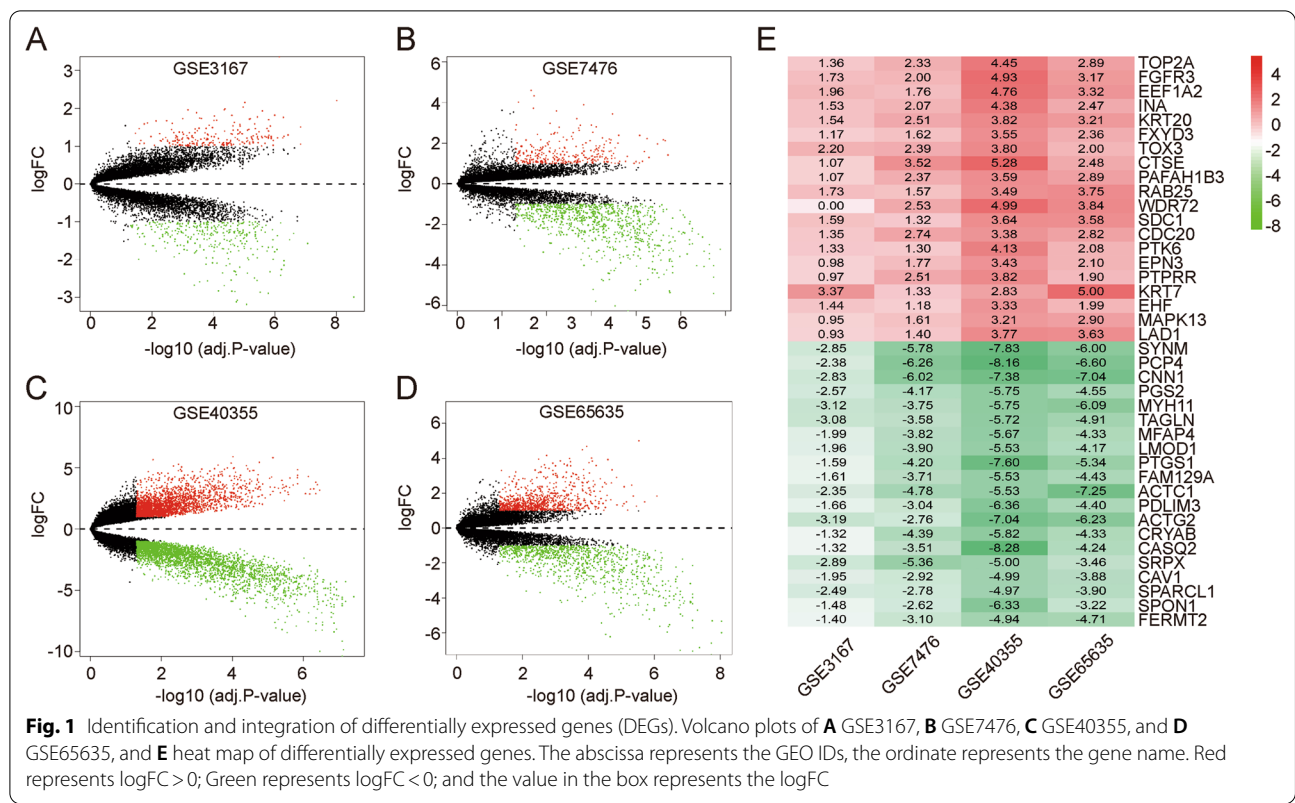 A
GSE3167
3
2
1
0
-1
-2
-3
logFC
0 2 4 6 8
-log10 (adj.P-value)
B
GSE7476
6
4
2
0
-2
-4
-6
logFC
0 1 2 2 3 4 5 6 7
-log10 (adj.P-value)
C
GSE40355
10
5
0
-5
-10
logFC
0 2 4 6
-log10 (adj.P-value)
D
GSE65635
6
4
2
0
-2
-4
-6
logFC
0 2 4 6 8
-log10 (adj.P-value)
E
1.36 2.33 4.45 2.89 TOP2A
1.73 2.00 4.93 3.17 FGFR3
1.96 1.76 4.76 3.32 EEF1A2
1.53 2.07 4.38 2.47 INA
1.54 2.51 3.82 3.21 KRT20
1.17 1.62 3.55 2.36 FXYD3
2.20 2.39 3.80 2.00 TOX3
1.07 3.52 5.28 2.48 CTSE
1.07 2.37 3.59 2.89 PAFAH1B3
1.73 1.57 3.49 3.75 RAB25
0.00 2.53 4.99 3.84 WDR72
1.59 1.32 3.64 3.58 SDC1
1.35 2.74 3.38 2.82 CDC20
1.33 1.30 4.13 2.08 PTK6
0.98 1.77 3.43 2.10 EPN3
0.97 2.51 3.82 1.90 PTPRR
3.37 1.33 2.83 5.00 KRT7
1.44 1.18 3.33 1.99 EHF
0.95 1.61 3.21 2.90 MAPK13
0.93 1.40 3.77 3.63 LAD1
-2.85 -5.78 -7.83 -6.00 SYNM
-2.38 -6.26 -8.16 -6.60 PCP4
-2.83 -6.02 -7.38 -7.04 CNN1
-2.57 -4.17 -5.75 -4.55 PGS2
-3.12 -3.75 -5.75 -6.09 MYH11
-3.08 -3.58 -5.72 -4.91 TAGLN
-1.99 -3.82 -5.67 -4.33 MFAP4
-1.96 -3.90 -5.53 -4.17 LMOD1
-1.59 -4.20 -7.60 -5.34 PTGS1
-1.61 -3.71 -5.53 -4.43 FAM129A
-2.35 -4.78 -5.53 -7.25 ACTC1
-1.66 -3.04 -6.36 -4.40 PDLIM3
-3.19 -2.76 -7.04 -6.23 ACTG2
-1.32 -4.39 -5.82 -4.33 CRYAB
-1.32 -3.51 -8.28 -4.24 CASQ2
-2.89 -5.36 -5.00 -3.46 SRPX
-1.95 -2.92 -4.99 -3.88 CAV1
-2.49 -2.78 -4.97 -3.90 SPARCL1
-1.48 -2.62 -6.33 -3.22 SPON1
-1.40 -3.10 -4.94 -4.71 FERMT2
GSE3167 GSE7476 GSE40355 GSE65635
4
2
0
-2
-4
-6
-8
Fig. 1 Identification and integration of differentially expressed genes (DEGs). Volcano plots of A GSE3167, B GSE7476, C GSE40355, and D
GSE65635, and E heat map of differentially expressed genes. The abscissa represents the GEO IDs, the ordinate represents the gene name. Red
represents logFC > 0; Green represents logFC < 0; and the value in the box represents the logFC